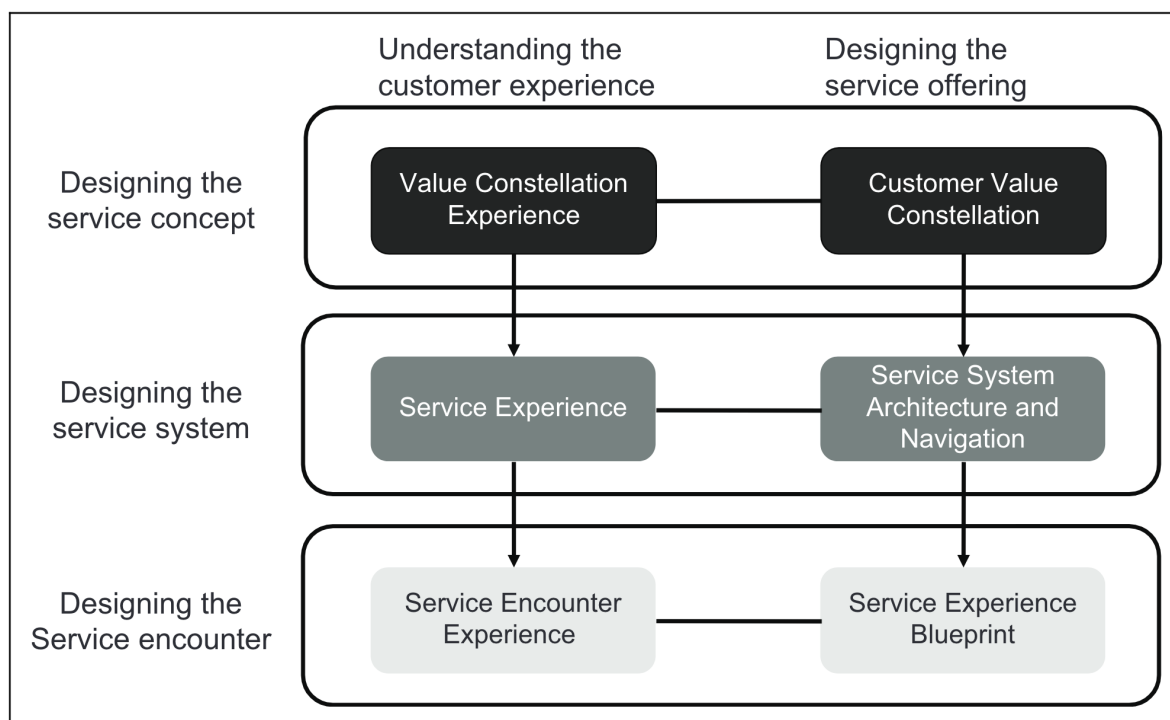 Understanding the
customer experience
Designing the
service offering
Designing the
service concept
Value Constellation
Experience
Customer Value
Constellation
Designing the
service system
Service Experience
Service System
Architecture and
Navigation
Designing the
Service encounter
Service Encounter
Experience
Service Experience
Blueprint